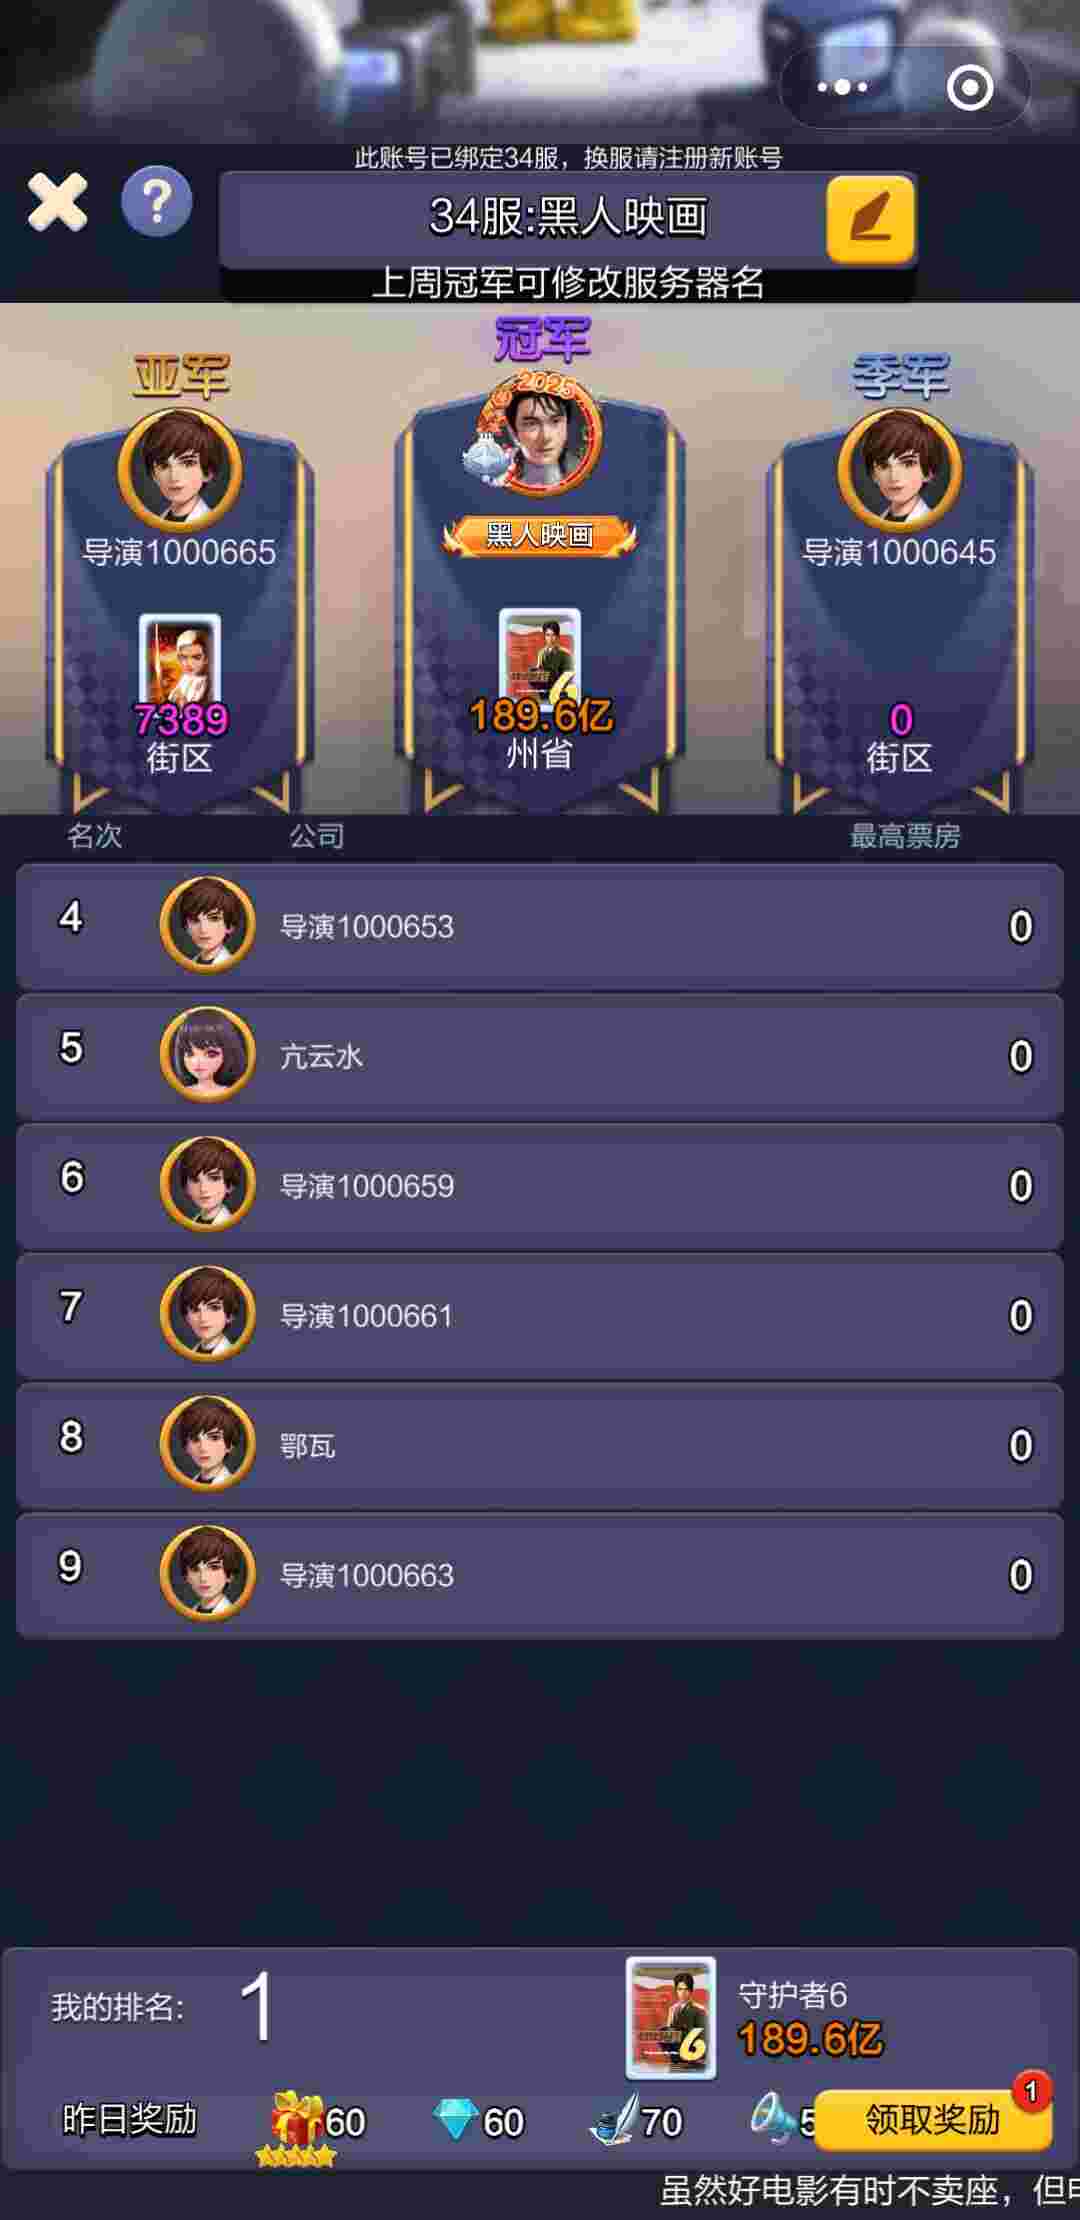 此账号已绑定34服，换服请注册新账号
34服:黑人映画
上周冠军可修改服务器名
亚军
冠军
季军
2025
导演1000665
黑人映画
导演1000645
6
7389
189.6亿
0
街区
州省
街区
名次 公司 最高票房
4 导演1000653 0
5 亢云水 0
6 导演1000659 0
7 导演1000661 0
8 鄂瓦 0
9 导演1000663 0
我的排名: 1
6
守护者6
189.6亿
昨日奖励 60 60 70 5
领取奖励
1
虽然好电影有时不卖座，但